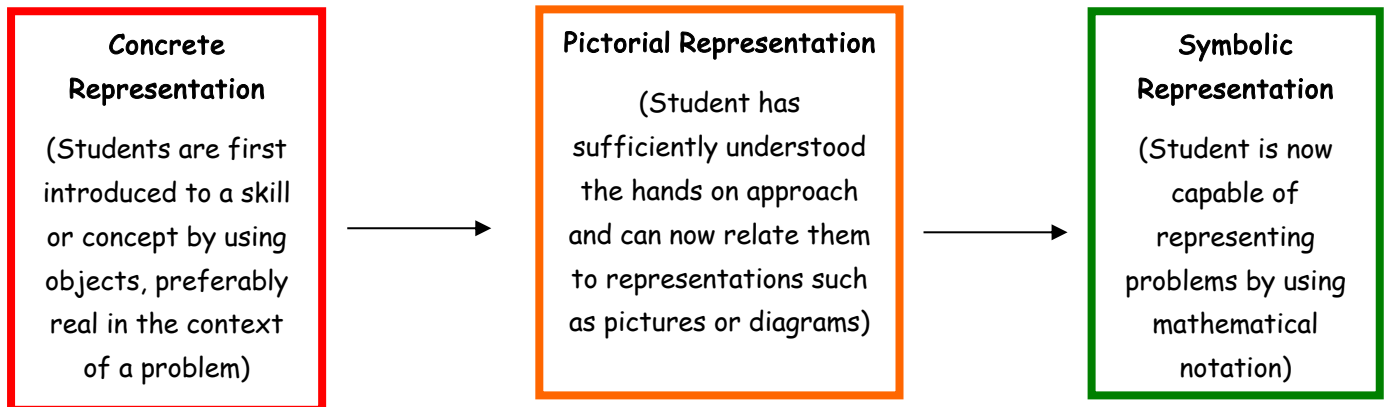 Concrete
Representation
(Students are first
introduced to a skill
or concept by using
objects, preferably
real in the context
of a problem)
Pictorial Representation
(Student has
sufficiently understood
the hands on approach
and can now relate them
to representations such
as pictures or diagrams)
Symbolic
Representation
(Student is now
capable of
representing
problems by using
mathematical
notation)